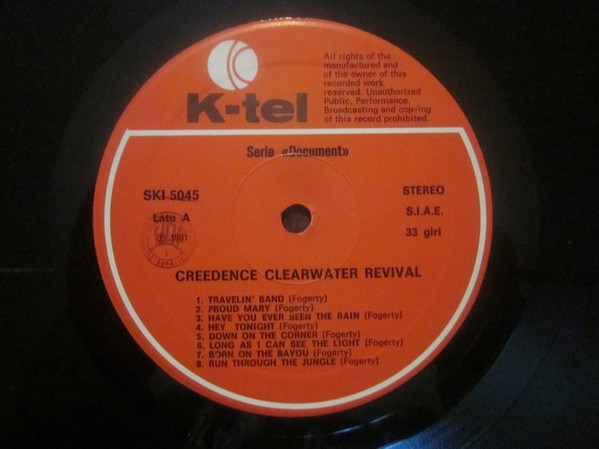 All rights of the
manufactured and
of the owner of this
recorded work
reserved. Unauthorized
Public, Performance.
Broadcasting and copying
of this record prohibited.
K-tel
Serie «Document»
SKI 5045
STEREO
Lato A
S.I.A.E.
(P) 1981
33 giri
CREEDENCE CLEARWATER REVIVAL
1. TRAVELIN' BAND (Fogerty)
2. PROUD MARY (Fogerty)
3. HAVE YOU EVER SEEN THE RAIN (Fogerty)
4. HEY TONIGHT (Fogerty)
5. DOWN ON THE CORNER (Fogerty)
6. LONG AS I CAN SEE THE LIGHT (Fogerty)
7. BORN ON THE BAYOU (Fogerty)
8. RUN THROUGH THE JUNGLE (Fogerty)